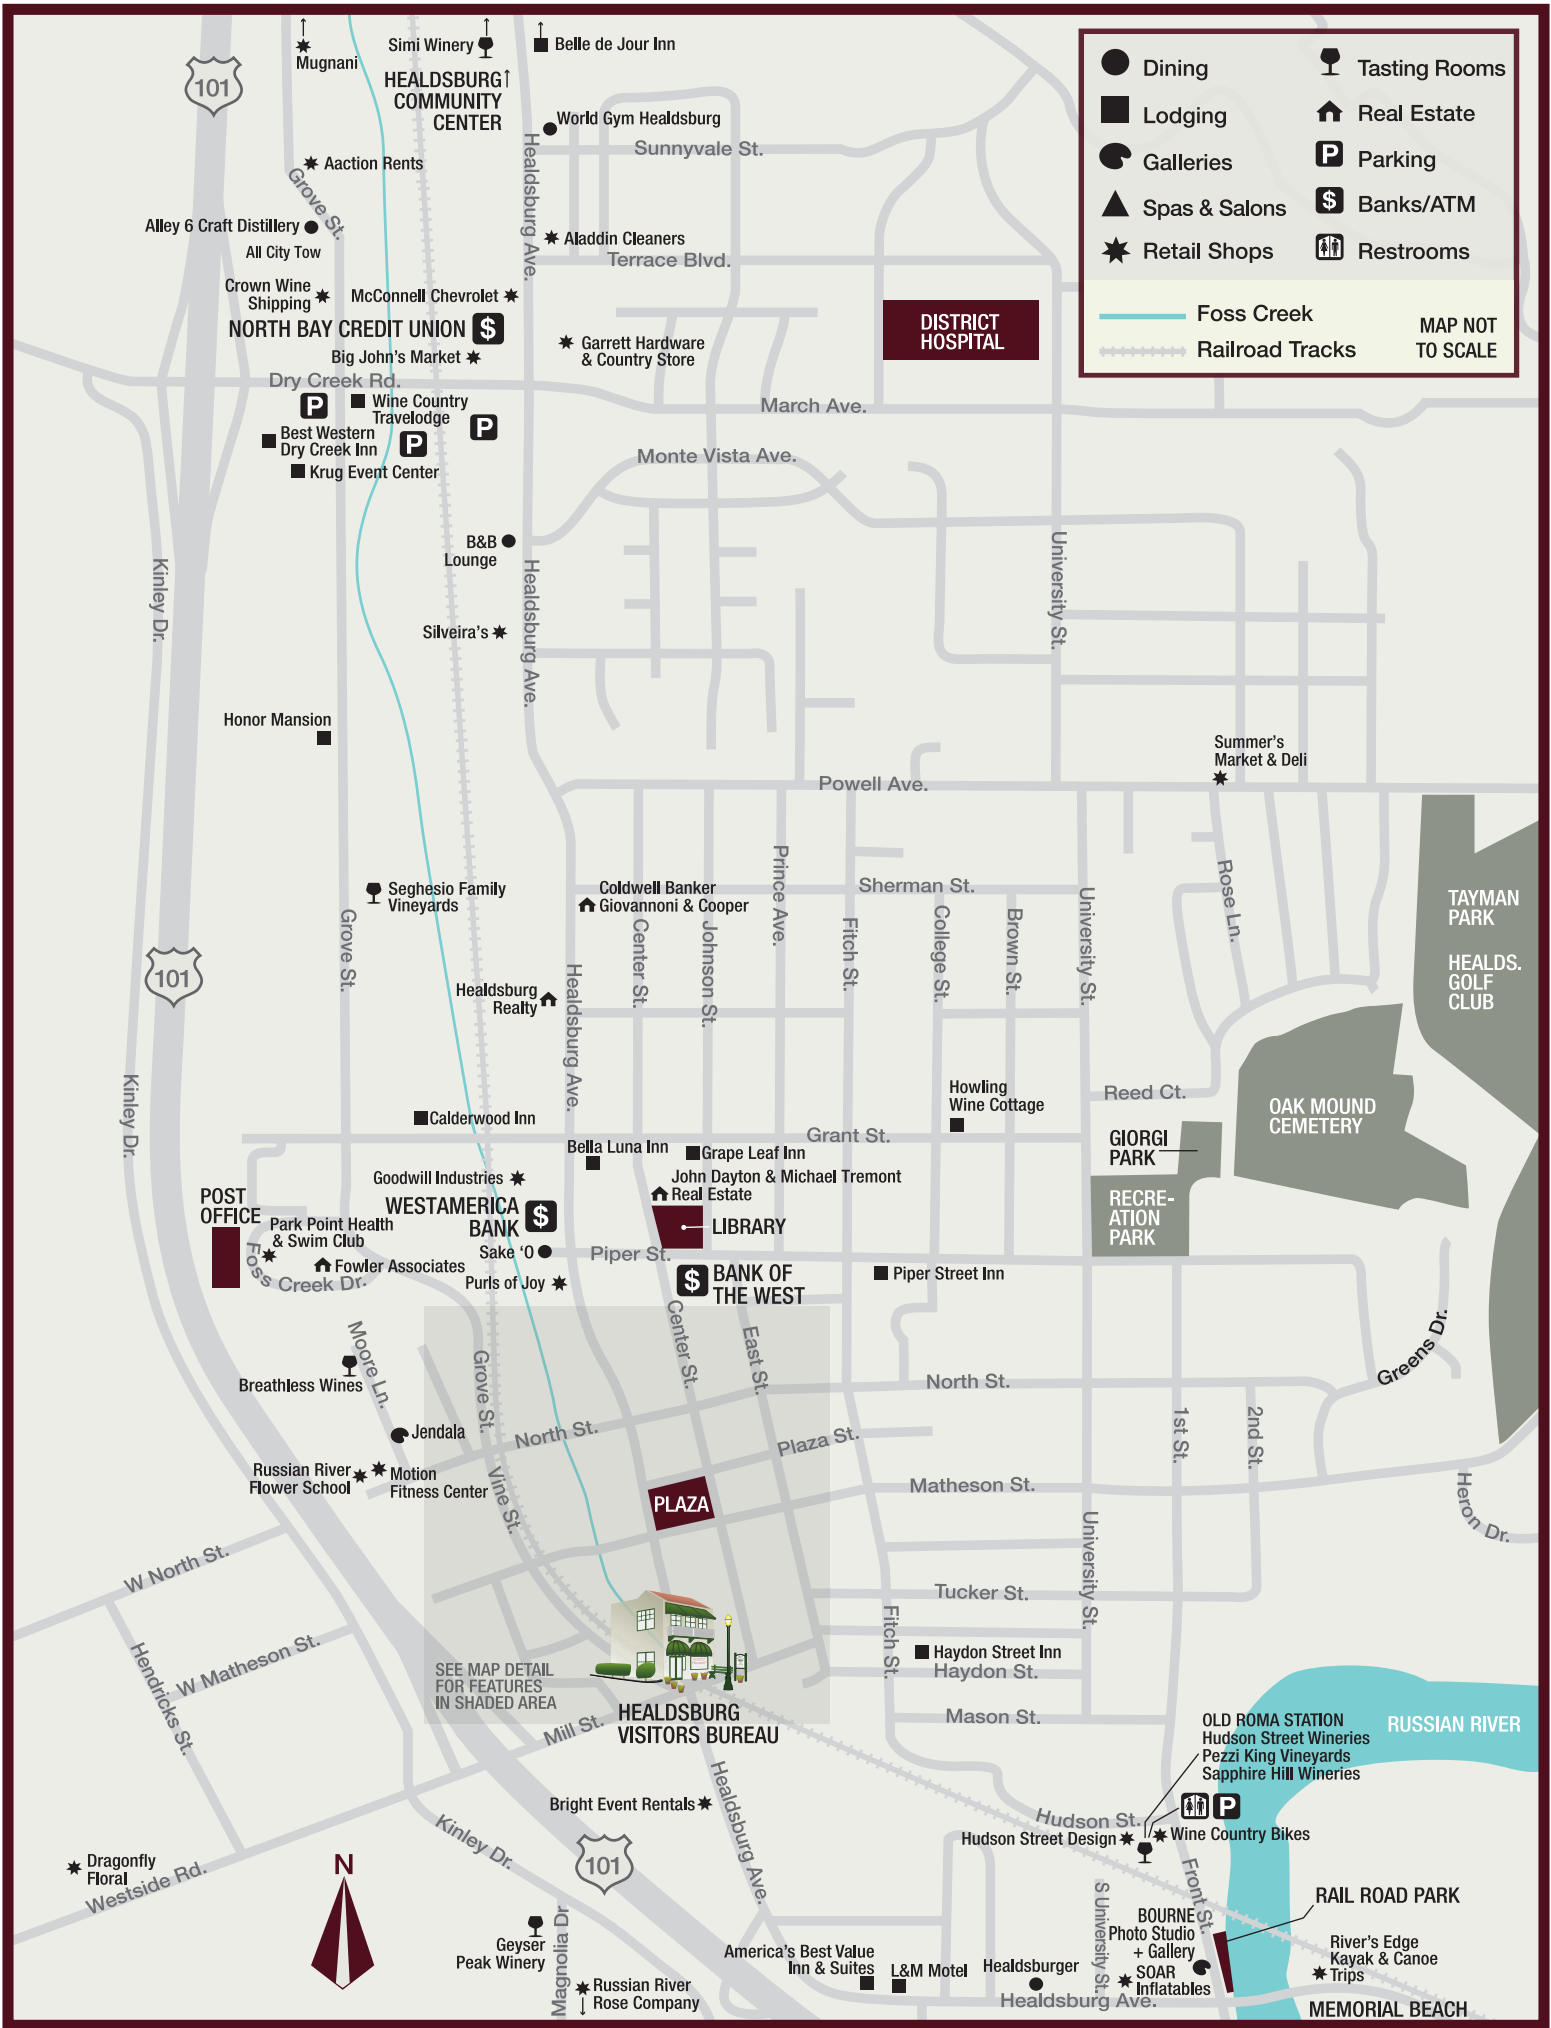 Mugnani
Simi Winery
Belle de Jour Inn
101
HEALDSBURG
COMMUNITY
CENTER
World Gym Healdsburg
Sunnyvale St.
Healdsburg Ave.
Aaction Rents
Grove St.
Alley 6 Craft Distillery
All City Tow
Aladdin Cleaners
Terrace Blvd.
Crown Wine
Shipping
McConnell Chevrolet
NORTH BAY CREDIT UNION
$
Garrett Hardware
& Country Store
Big John's Market
Dry Creek Rd.
DISTRICT
HOSPITAL
Dining
Lodging
Galleries
Spas & Salons
Retail Shops
Tasting Rooms
Real Estate
P
Parking
$
Banks/ATM
Restrooms
Foss Creek
Railroad Tracks
MAP NOT
TO SCALE
P
Wine Country
Travelodge
P
P
Best Western
Dry Creek Inn
Krug Event Center
March Ave.
Monte Vista Ave.
B&B
Lounge
Kinley Dr.
Healdsburg Ave.
University St.
Silveira's
Honor Mansion
Summer's
Market & Deli
Powell Ave.
Seghesio Family
Vineyards
Coldwell Banker
Giovannoni & Cooper
Sherman St.
Prince Ave.
Rose Ln.
TAYMAN
PARK
HEALDS.
GOLF
CLUB
101
Grove St.
Center St.
Johnson St.
Fitch St.
College St.
Brown St.
University St.
Healdsburg
Realty
Healdsburg Ave.
Kinley Dr.
Calderwood Inn
Howling
Wine Cottage
Reed Ct.
OAK MOUND
CEMETERY
Grant St.
GIORGI
PARK
Bella Luna Inn
Grape Leaf Inn
Goodwill Industries
John Dayton & Michael Tremont
Real Estate
WESTAMERICA
BANK
$
LIBRARY
RECRE-
ATION
PARK
POST
OFFICE
Park Point Health
& Swim Club
Fowler Associates
Foss Creek Dr.
Sake 'O
Piper St.
Purls of Joy
$
BANK OF
THE WEST
Piper Street Inn
Moore Ln.
Grove St.
Center St.
East St.
Greens Dr.
Breathless Wines
North St.
Jendala
North St.
Plaza St.
1st St.
2nd St.
Russian River
Flower School
Motion
Fitness Center
Vine St.
PLAZA
Matheson St.
Heron Dr.
University St.
W North St.
Tucker St.
Fitch St.
Hendricks St.
W Matheson St.
SEE MAP DETAIL
FOR FEATURES
IN SHADED AREA
Haydon Street Inn
Haydon St.
Mill St.
HEALDSBURG
VISITORS BUREAU
Mason St.
OLD ROMA STATION
Hudson Street Wineries
Pezzi King Vineyards
Sapphire Hill Wineries
RUSSIAN RIVER
Healdsburg Ave.
Bright Event Rentals
Hudson St.
P
Hudson Street Design
Wine Country Bikes
Kinley Dr.
101
Dragonfly
Floral
Westside Rd.
N
Front St.
S University St.
RAIL ROAD PARK
BOURNE
Photo Studio
+ Gallery
SOAR
Inflatables
River's Edge
Kayak & Canoe
Trips
Geyser
Peak Winery
Magnolia Dr
Russian River
Rose Company
America's Best Value
Inn & Suites
L&M Motel
Healdsburger
Healdsburg Ave.
MEMORIAL BEACH